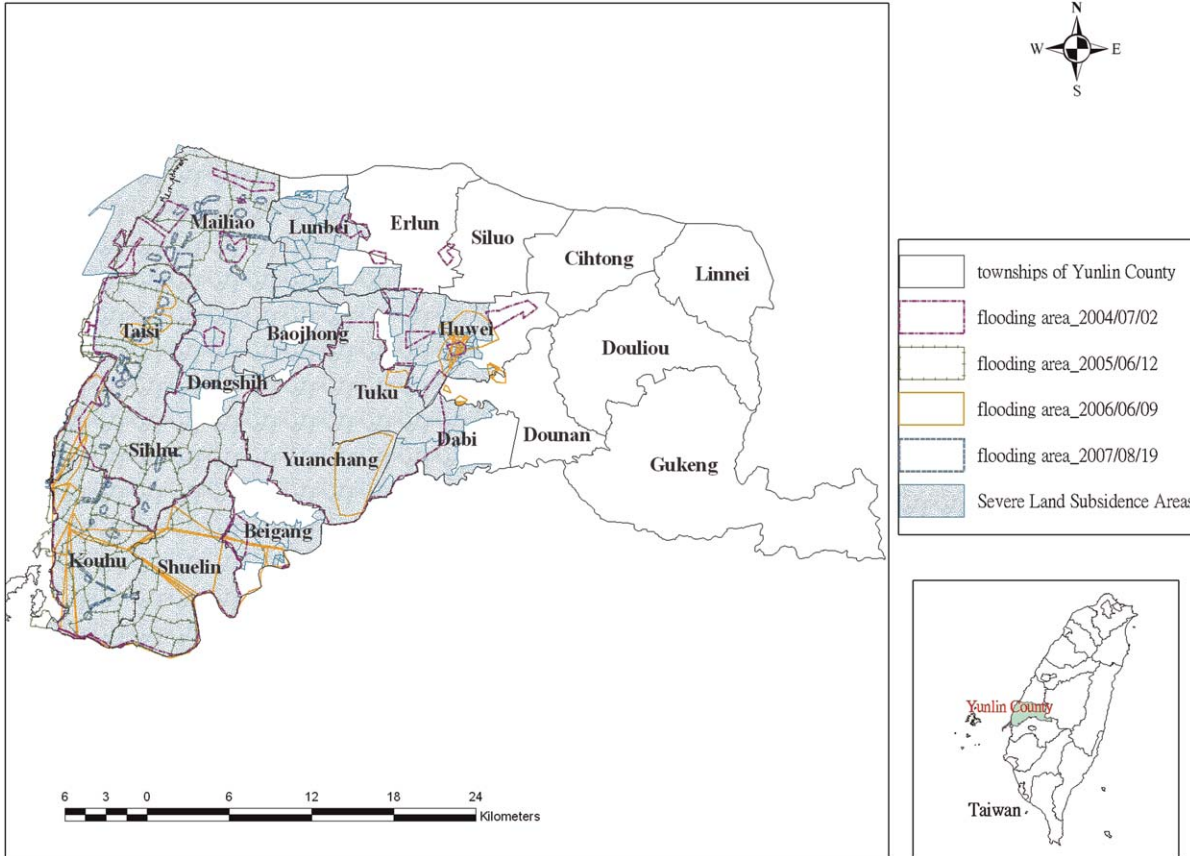 N
W E
S
Mailiao
Lunbei
Erlun
Siluo
Cihtong
Linnei
Taisi
Baojhong
Huwei
Douliou
Dongshih
Tuku
Sihhu
Yuanchang
Dabi
Dounan
Gukeng
Beigang
Kouhu
Shuelin
townships of Yunlin County
flooding area_2004/07/02
flooding area_2005/06/12
flooding area_2006/06/09
flooding area_2007/08/19
Severe Land Subsidence Areas
Yunlin County
Taiwan
6 3 0 6 12 18 24
Kilometers